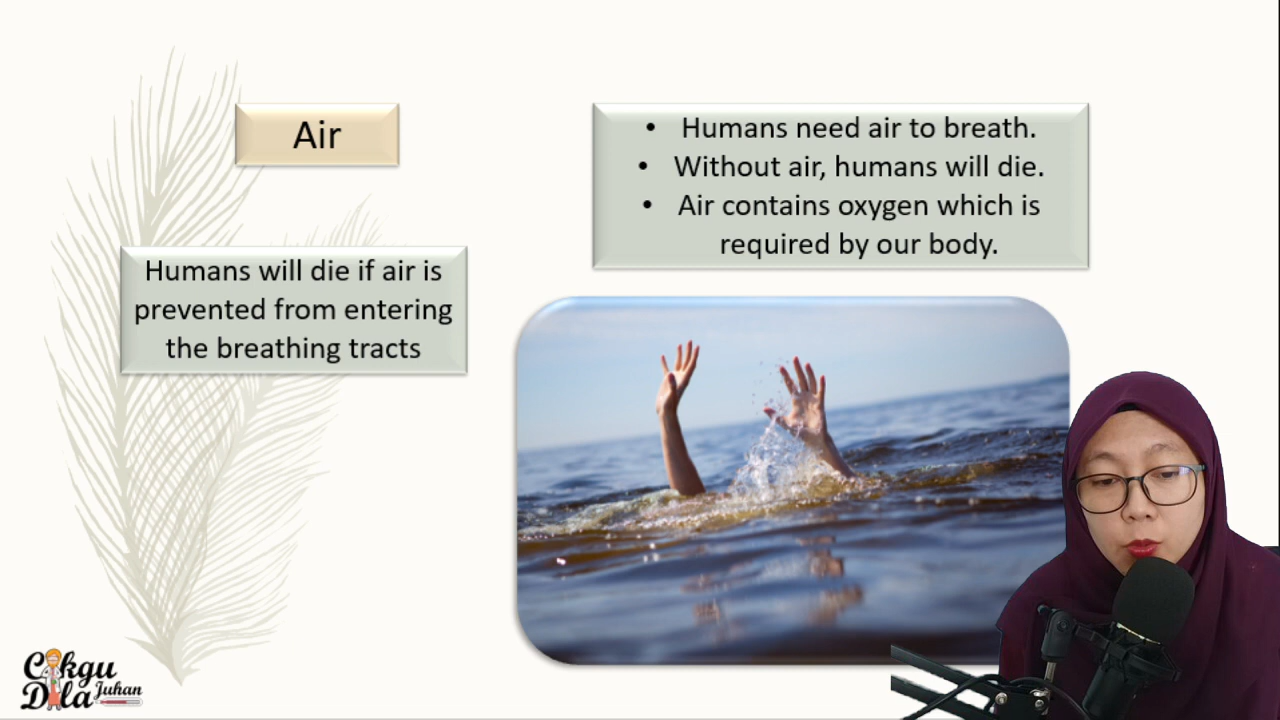 Air
Humans will die if air is
prevented from entering
the breathing tracts
• Humans need air to breath.
• Without air, humans will die.
• Air contains oxygen which is
required by our body.
Cikgu
Dila Juhan